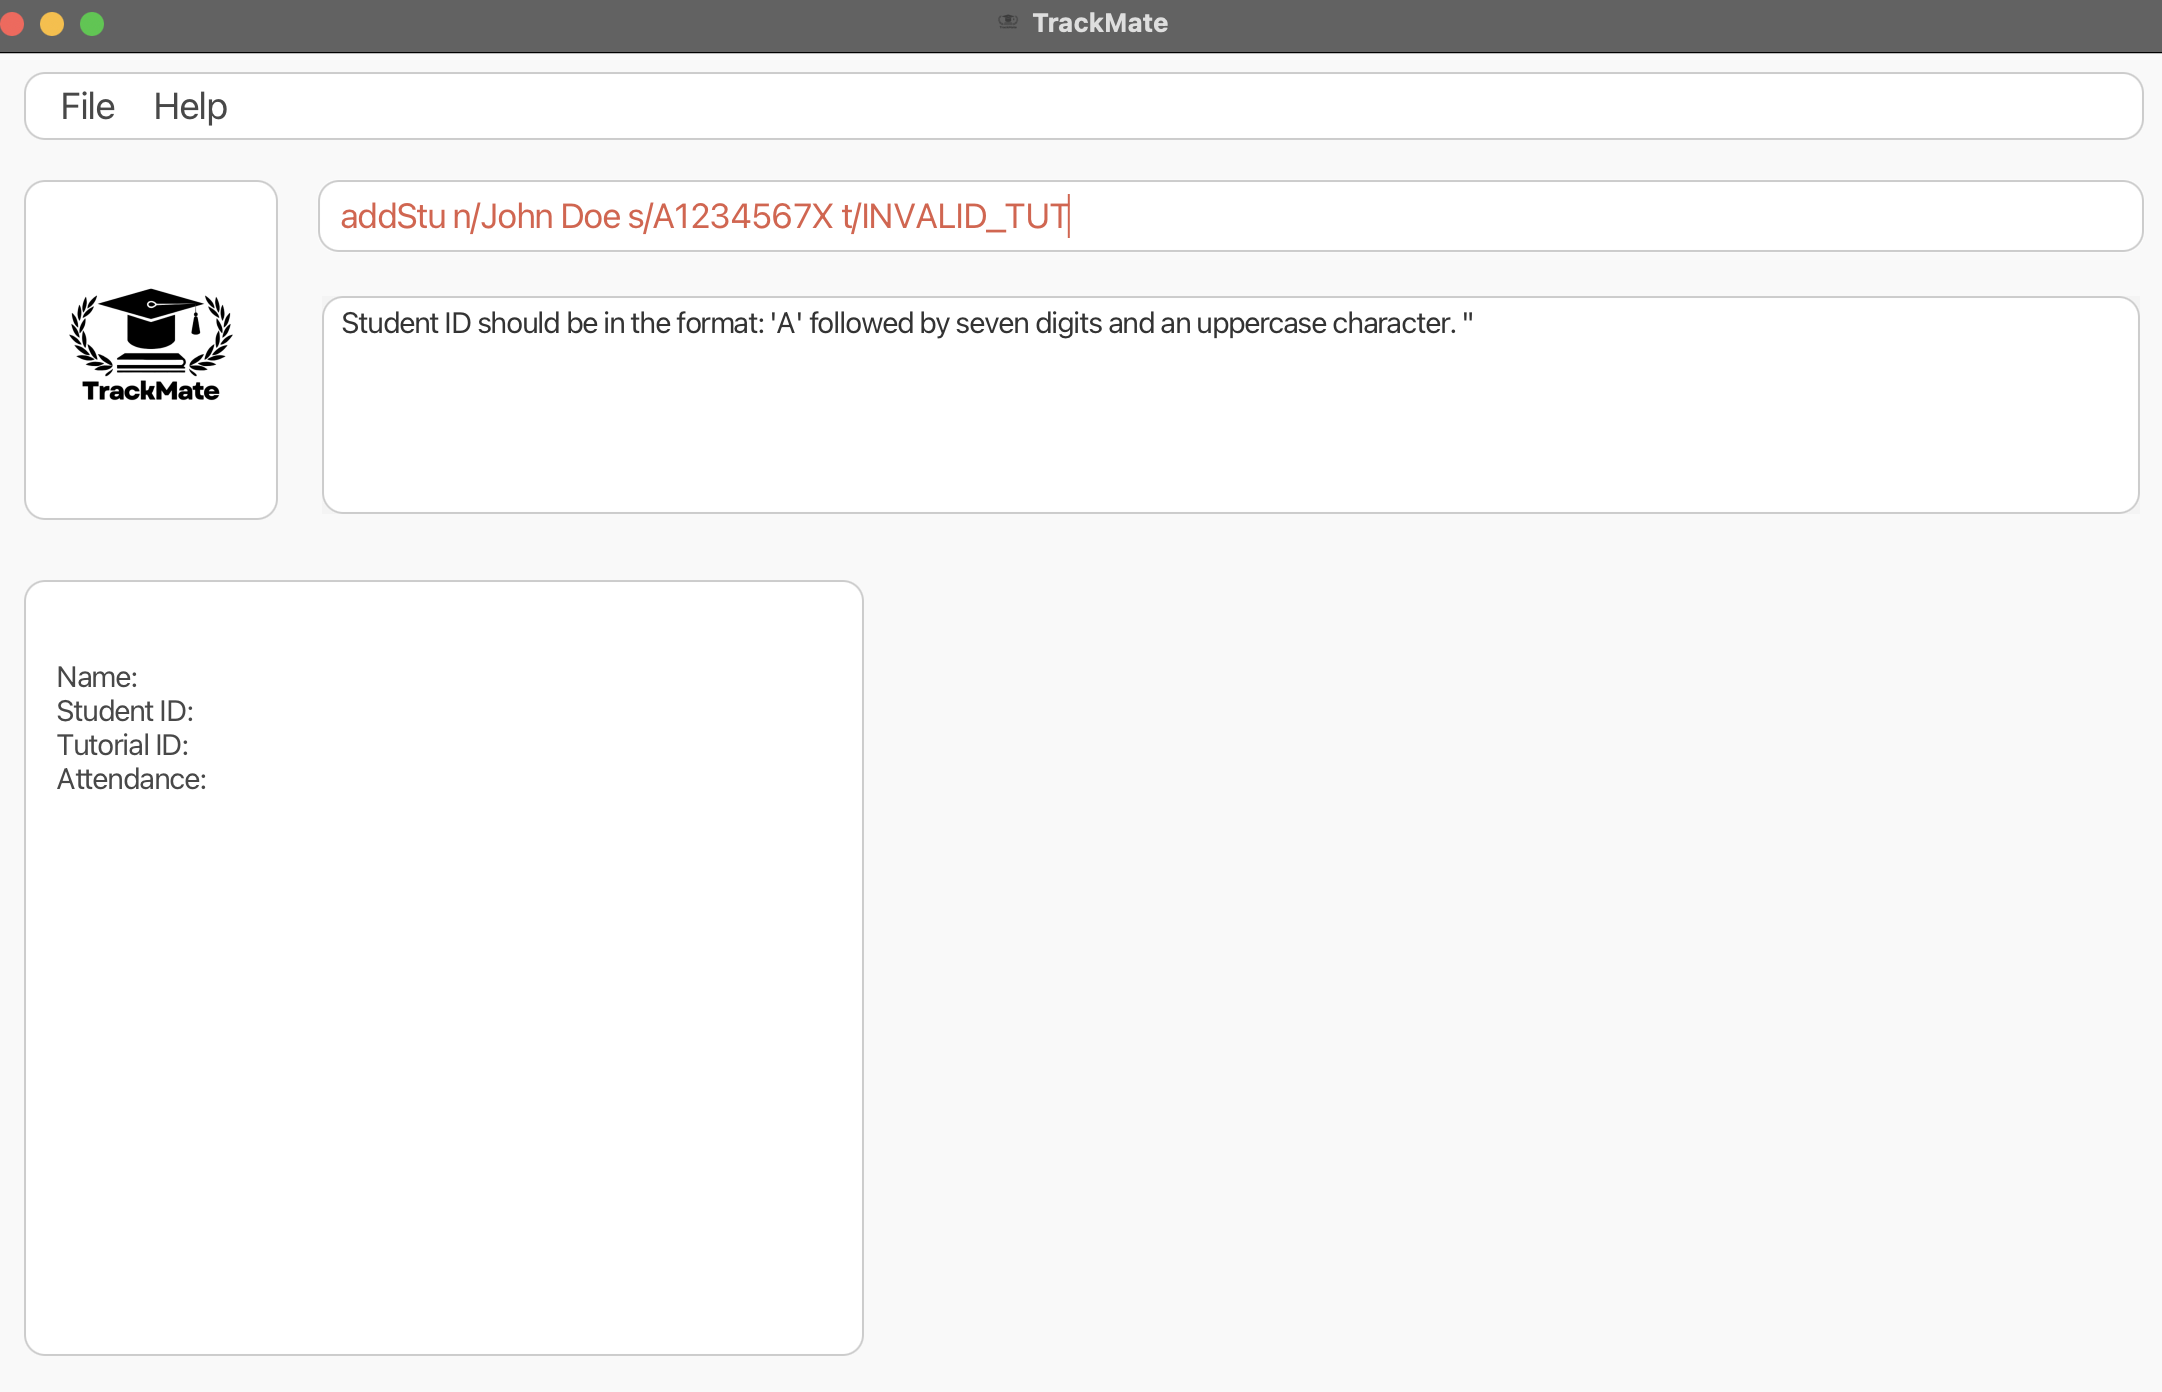 TrackMate
File Help
addStu n/John Doe s/A1234567X t/INVALID_TUT
TrackMate
Student ID should be in the format: 'A' followed by seven digits and an uppercase character. "
Name:
Student ID:
Tutorial ID:
Attendance: